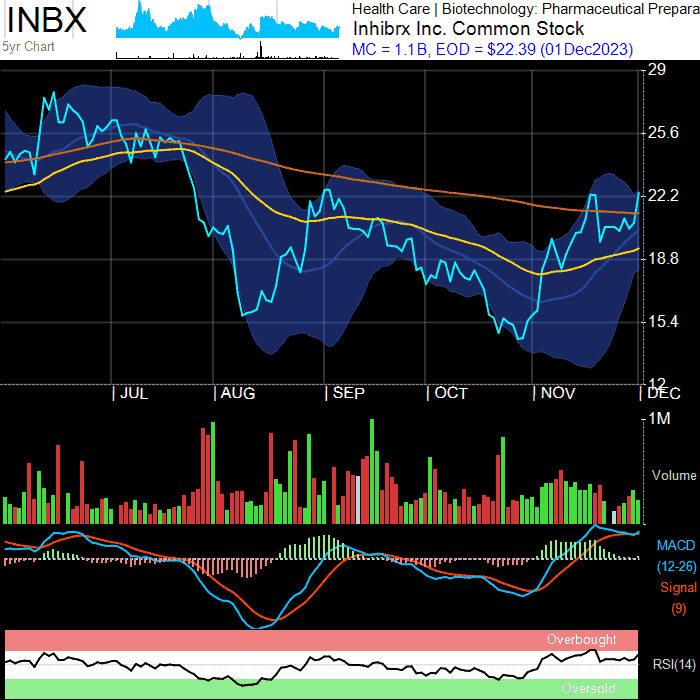 INBX
5yr Chart
Health Care | Biotechnology: Pharmaceutical Prepara
Inhibrx Inc. Common Stock
MC = 1.1B, EOD = $22.39 (01Dec2023)
29
25.6
22.2
18.8
15.4
12
JUL AUG SEP OCT NOV DEC
1M
Volume
MACD
(12-26)
Signal
(9)
Overbought
RSI(14)
Oversold